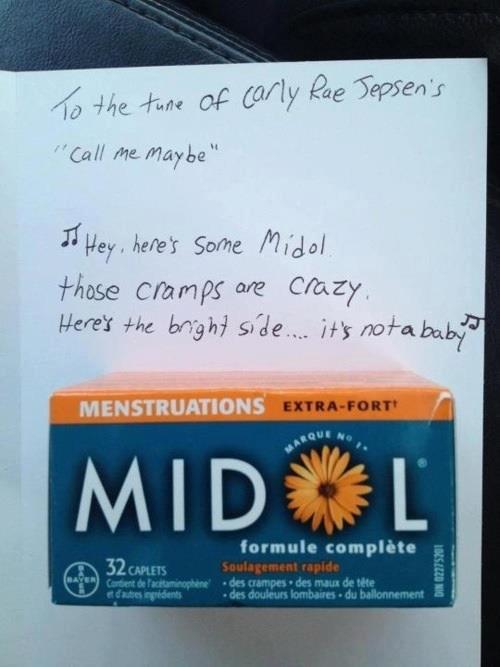 To the tune of Carly Rae Jepsen's
"Call me Maybe"
♫ Hey, here's some Midol
those cramps are crazy.
Here's the bright side.... it's not a baby ♫
MENSTRUATIONS EXTRA-FORT†
MARQUE No 1*
MIDOL®
formule complète
32 CAPLETS
Contient de l'acétaminophène
et d'autres ingrédients
Soulagement rapide
• des crampes • des maux de tête
• des douleurs lombaires • du ballonnement
BAYER
BAYER
DIN 02275201